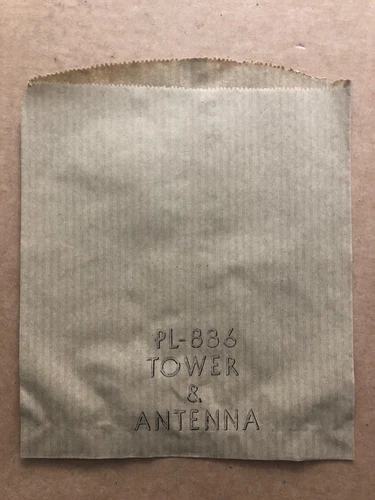 PL-886
TOWER
&
ANTENNA